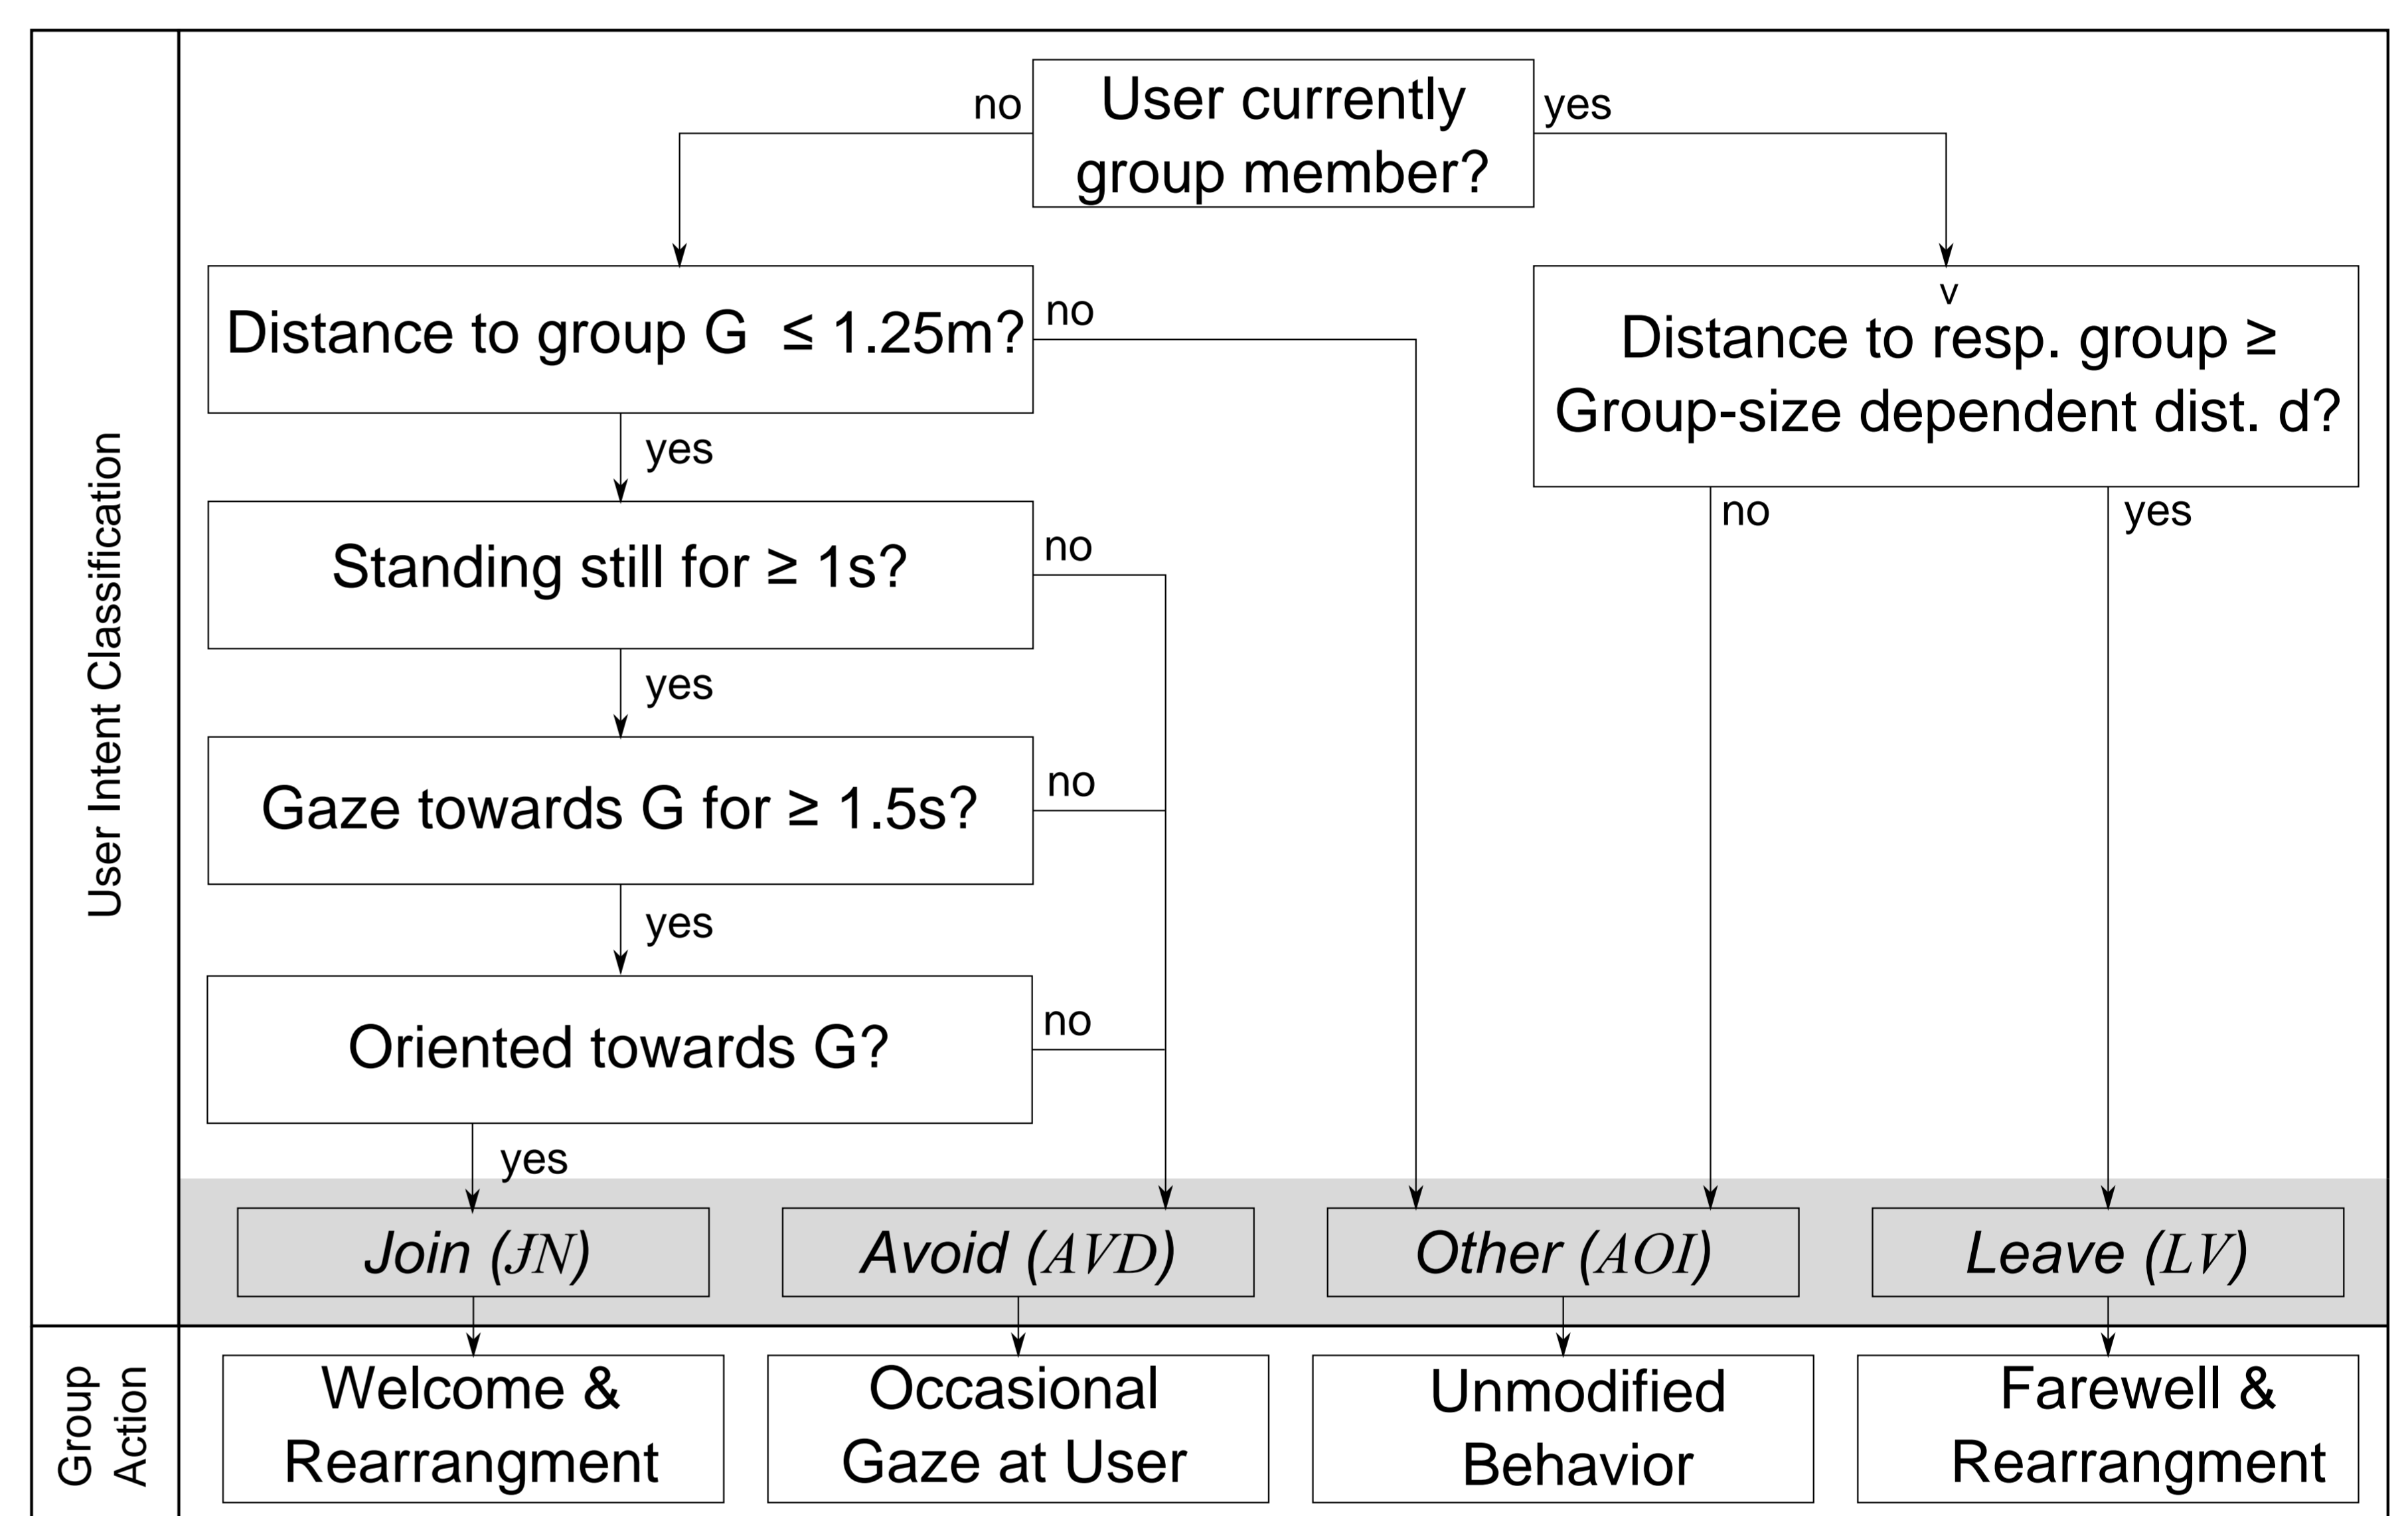 User currently
group member?
no
yes
Distance to group G ≤ 1.25m?
no
yes
v
Distance to resp. group ≥
Group-size dependent dist. d?
no
yes
Standing still for ≥ 1s?
no
yes
Gaze towards G for ≥ 1.5s?
no
yes
Oriented towards G?
no
yes
User Intent Classification
Join (JN)
Avoid (AVD)
Other (AOI)
Leave (LV)
Group
Action
Welcome &
Rearrangment
Occasional
Gaze at User
Unmodified
Behavior
Farewell &
Rearrangment